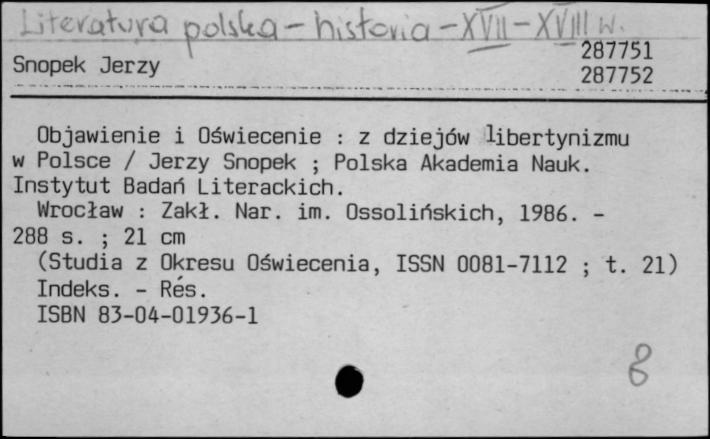 Literatura polska – historia – XVII – XVIII w.
287751
Snopek Jerzy
287752
Objawienie i Oświecenie : z dziejów libertynizmu
w Polsce / Jerzy Snopek ; Polska Akademia Nauk.
Instytut Badań Literackich.
Wrocław : Zakł. Nar. im. Ossolińskich, 1986. -
288 s. ; 21 cm
(Studia z Okresu Oświecenia, ISSN 0081-7112 ; t. 21)
Indeks. - Rés.
ISBN 83-04-01936-1
8